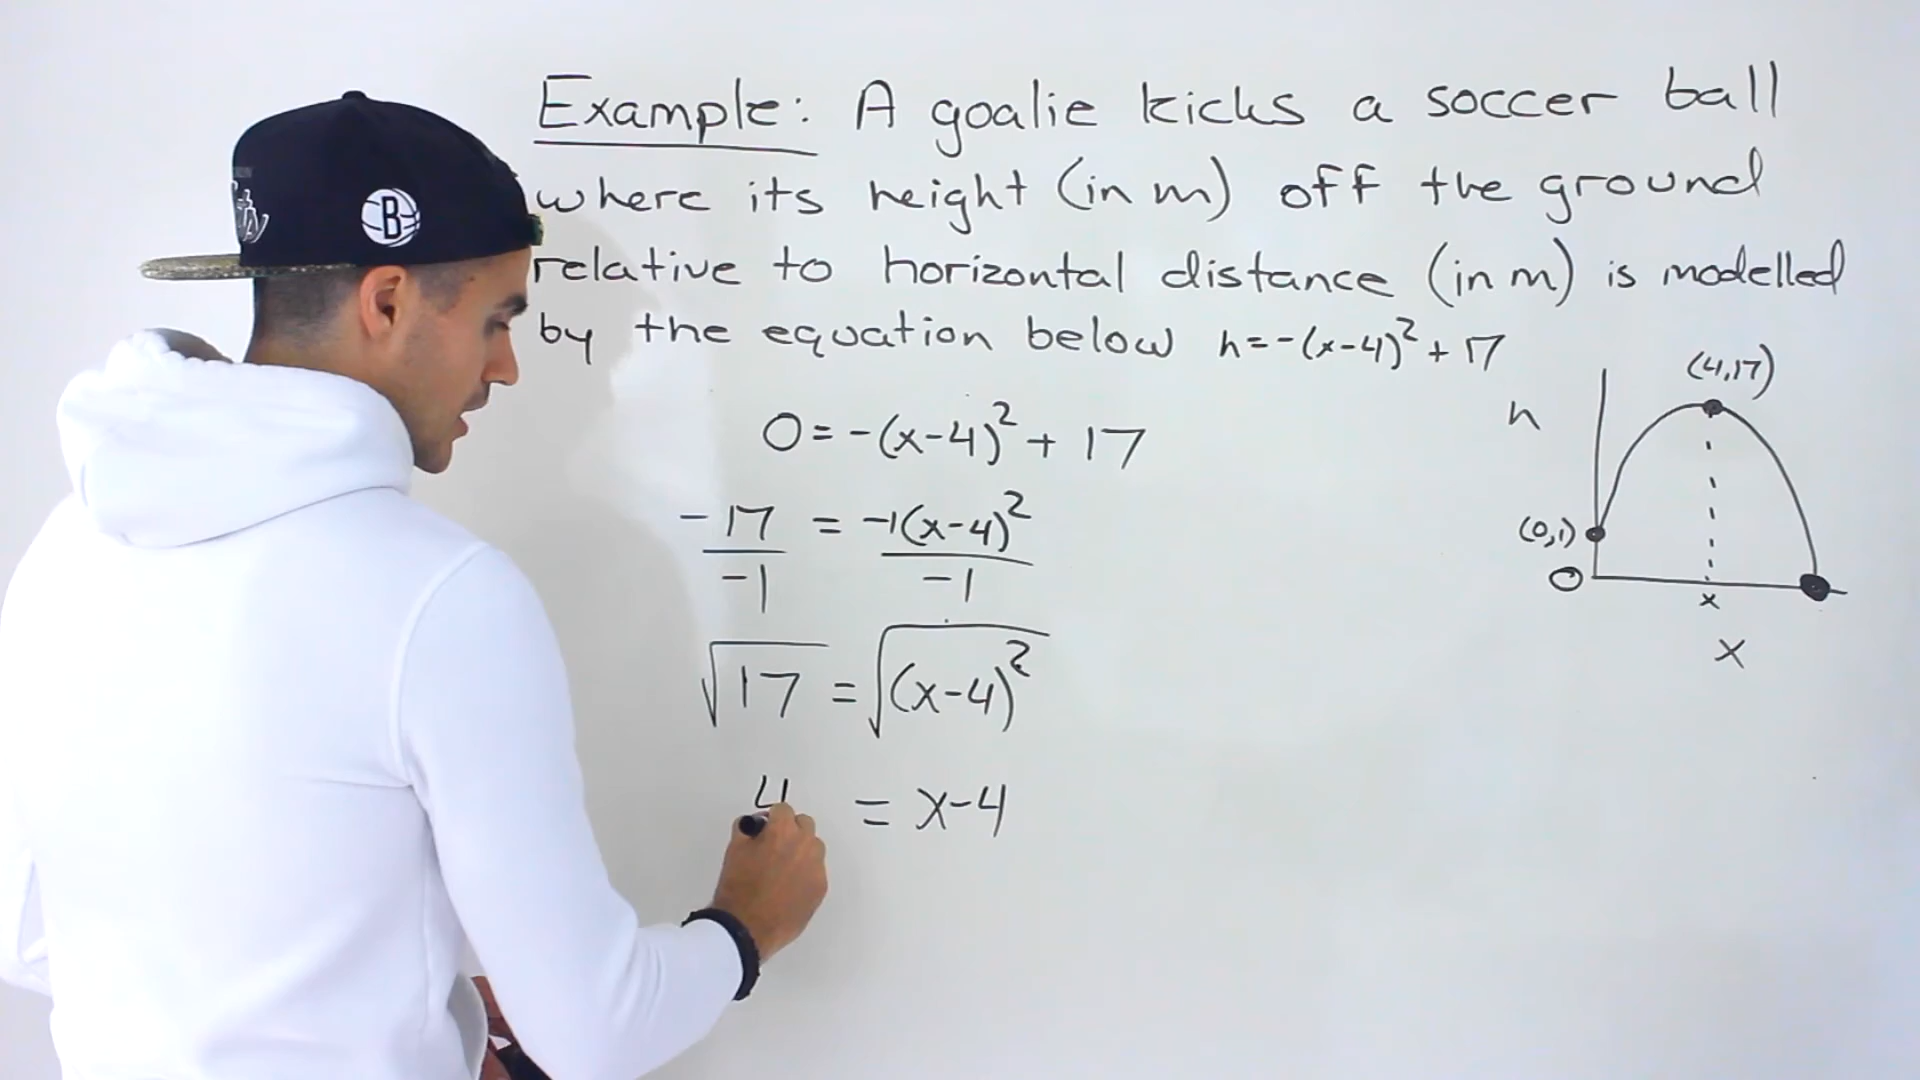 Example: A goalie kicks a soccer ball
where its height (in m) off the ground
relative to horizontal distance (in m) is modelled
by the equation below h=-(x-4)²+17
0=-(x-4)²+17
-17/-1 = -1(x-4)²/-1
√17 = √(x-4)²
4 = x-4
(4,17)
h
(0,1)
0
x
x
B